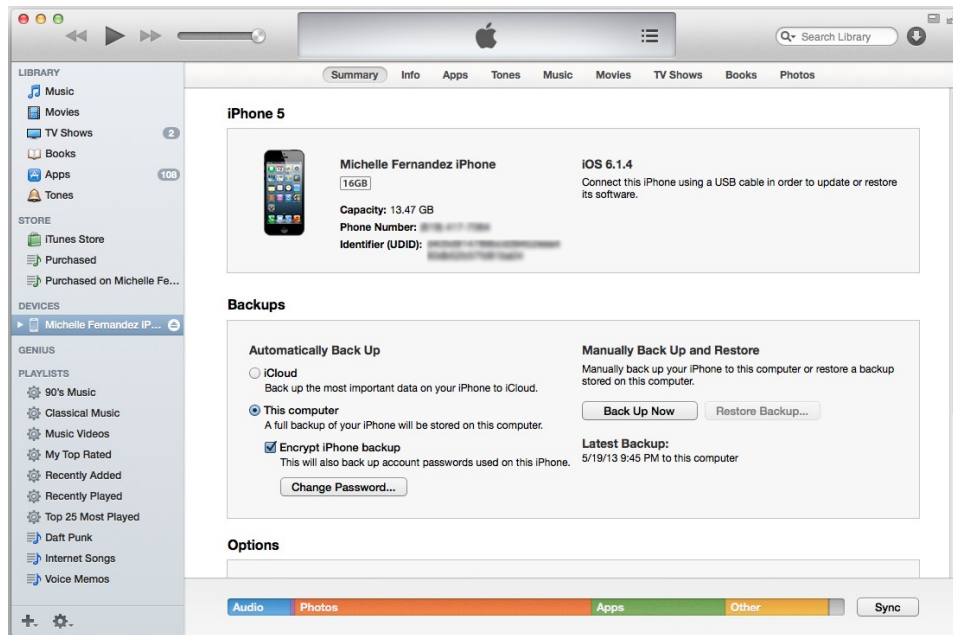 Search Library
LIBRARY
Music
Movies
TV Shows 2
Books
Apps 108
Tones
STORE
iTunes Store
Purchased
Purchased on Michelle Fe...
DEVICES
Michelle Fernandez iP...
GENIUS
PLAYLISTS
90's Music
Classical Music
Music Videos
My Top Rated
Recently Added
Recently Played
Top 25 Most Played
Daft Punk
Internet Songs
Voice Memos
Summary Info Apps Tones Music Movies TV Shows Books Photos
iPhone 5
Michelle Fernandez iPhone
16GB
Capacity: 13.47 GB
Phone Number:
Identifier (UDID):
iOS 6.1.4
Connect this iPhone using a USB cable in order to update or restore
its software.
Backups
Automatically Back Up
iCloud
Back up the most important data on your iPhone to iCloud.
This computer
A full backup of your iPhone will be stored on this computer.
Encrypt iPhone backup
This will also back up account passwords used on this iPhone.
Change Password...
Manually Back Up and Restore
Manually back up your iPhone to this computer or restore a backup
stored on this computer.
Back Up Now Restore Backup...
Latest Backup:
5/19/13 9:45 PM to this computer
Options
Audio Photos Apps Other Sync